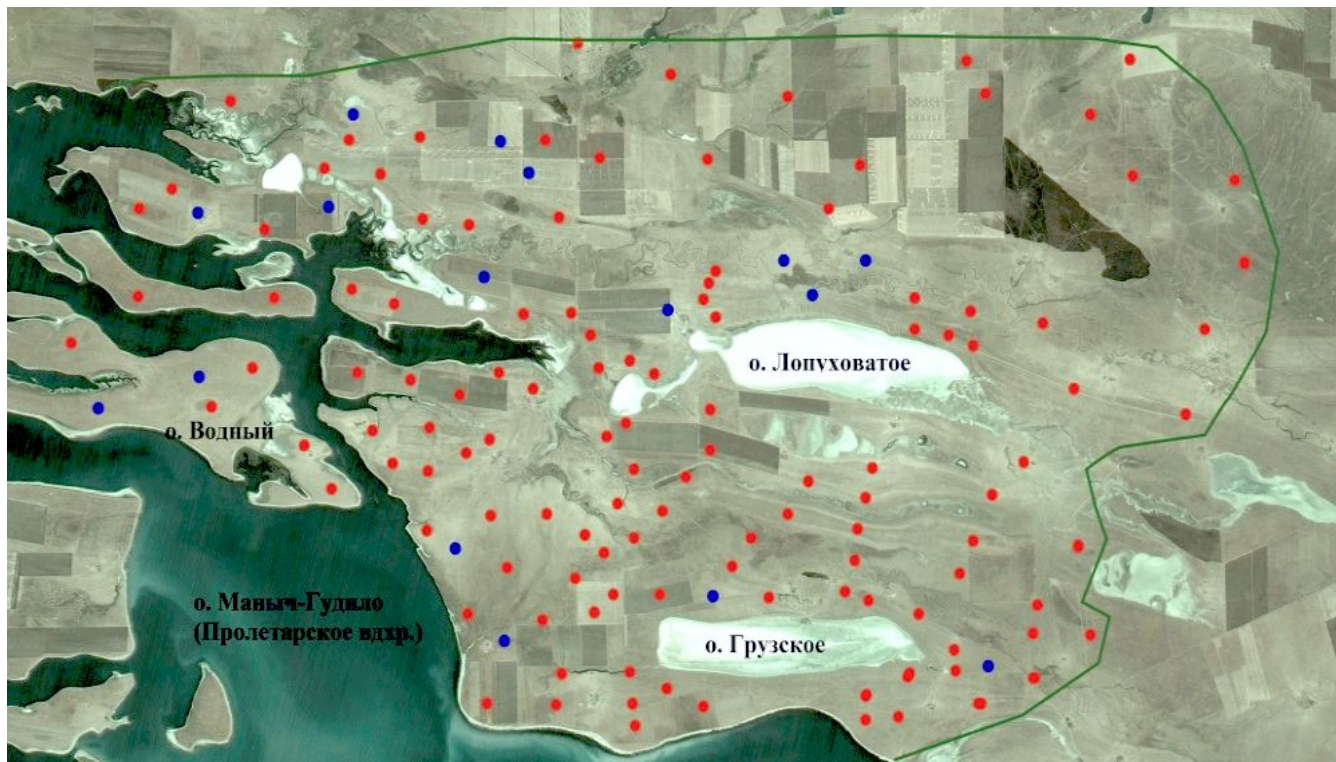 о. Лопуховатое
о. Водный
о. Маныч-Гудило
(Пролетарское вдхр.)
о. Грузское